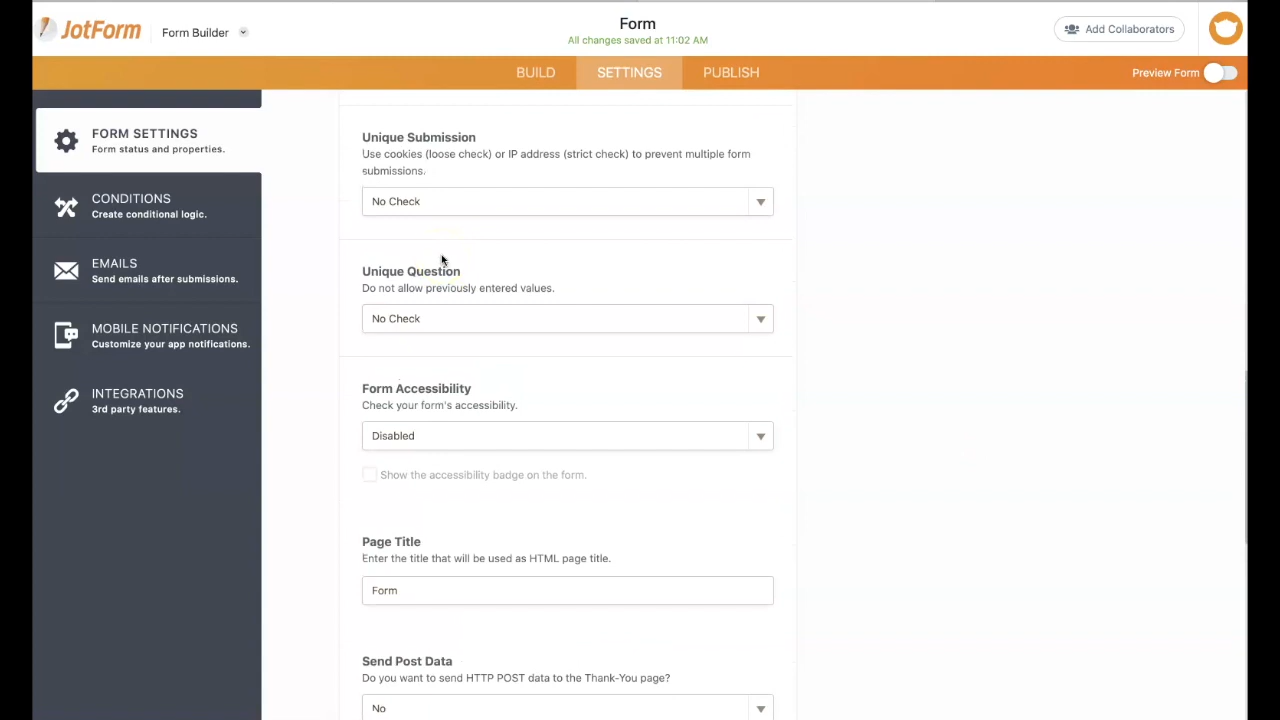 JotForm
Form Builder
Form
All changes saved at 11:02 AM
Add Collaborators
BUILD
SETTINGS
PUBLISH
Preview Form
FORM SETTINGS
Form status and properties.
CONDITIONS
Create conditional logic.
EMAILS
Send emails after submissions.
MOBILE NOTIFICATIONS
Customize your app notifications.
INTEGRATIONS
3rd party features.
Unique Submission
Use cookies (loose check) or IP address (strict check) to prevent multiple form
submissions.
No Check
Unique Question
Do not allow previously entered values.
No Check
Form Accessibility
Check your form's accessibility.
Disabled
Show the accessibility badge on the form.
Page Title
Enter the title that will be used as HTML page title.
Form
Send Post Data
Do you want to send HTTP POST data to the Thank-You page?
No